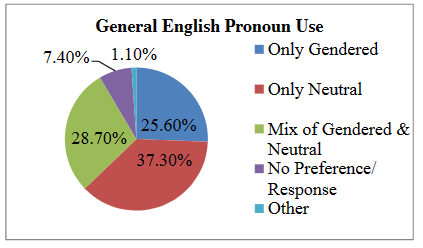 General English Pronoun Use
7.40%
1.10%
25.60%
28.70%
37.30%
Only Gendered
Only Neutral
Mix of Gendered &
Neutral
No Preference/
Response
Other